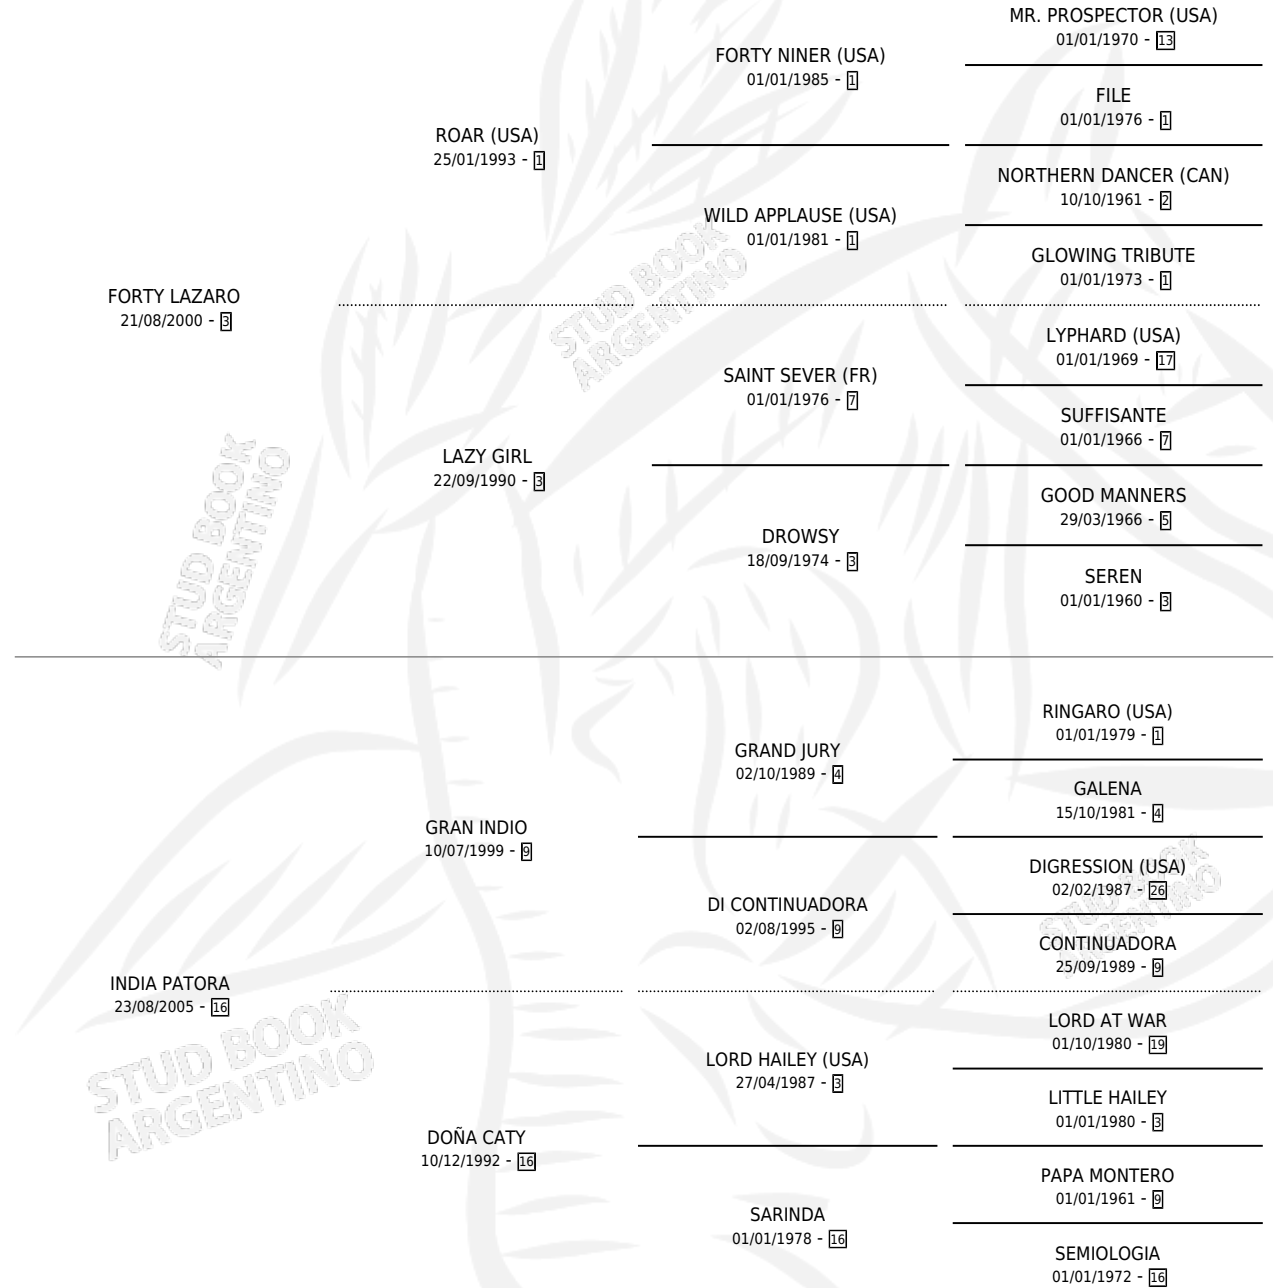 MR. PROSPECTOR (USA)
01/01/1970 - 13
FORTY NINER (USA)
01/01/1985 - 1
FILE
01/01/1976 - 1
ROAR (USA)
25/01/1993 - 1
NORTHERN DANCER (CAN)
10/10/1961 - 2
WILD APPLAUSE (USA)
01/01/1981 - 1
GLOWING TRIBUTE
01/01/1973 - 1
FORTY LAZARO
21/08/2000 - 3
LYPHARD (USA)
01/01/1969 - 17
SAINT SEVER (FR)
01/01/1976 - 7
SUFFISANTE
01/01/1966 - 7
LAZY GIRL
22/09/1990 - 3
GOOD MANNERS
29/03/1966 - 5
DROWSY
18/09/1974 - 3
SEREN
01/01/1960 - 3
STUD BOOK
ARGENTINO
STUD BOOK
ARGENTINO
RINGARO (USA)
01/01/1979 - 1
GRAND JURY
02/10/1989 - 4
GALENA
15/10/1981 - 4
GRAN INDIO
10/07/1999 - 9
DIGRESSION (USA)
02/02/1987 - 26
DI CONTINUADORA
02/08/1995 - 9
CONTINUADORA
25/09/1989 - 9
STUD BOOK
ARGENTINO
INDIA PATORA
23/08/2005 - 16
LORD AT WAR
01/10/1980 - 19
LORD HAILEY (USA)
27/04/1987 - 3
LITTLE HAILEY
01/01/1980 - 3
STUD BOOK
ARGENTINO
DOÑA CATY
10/12/1992 - 16
PAPA MONTERO
01/01/1961 - 9
SARINDA
01/01/1978 - 16
SEMIOLOGIA
01/01/1972 - 16